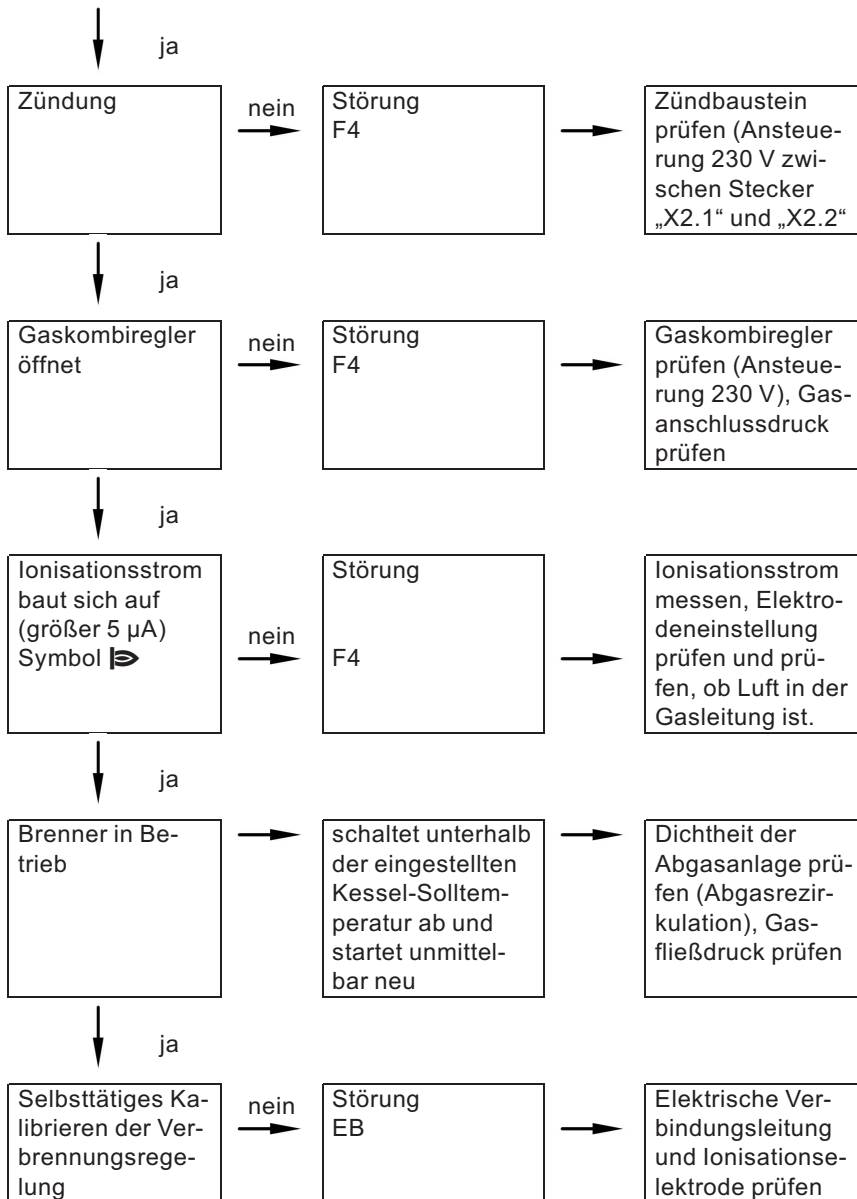 ja
Zündung
nein
Störung
F4
Zündbaustein
prüfen (Ansteue-
rung 230 V zwi-
schen Stecker
„X2.1“ und „X2.2“
ja
Gaskombiregler
öffnet
nein
Störung
F4
Gaskombiregler
prüfen (Ansteue-
rung 230 V), Gas-
anschlussdruck
prüfen
ja
Ionisationsstrom
baut sich auf
(größer 5 µA)
Symbol
nein
Störung
F4
Ionisationsstrom
messen, Elektro-
deneinstellung
prüfen und prü-
fen, ob Luft in der
Gasleitung ist.
ja
Brenner in Be-
trieb
schaltet unterhalb
der eingestellten
Kessel-Solltem-
peratur ab und
startet unmittel-
bar neu
Dichtheit der
Abgasanlage prü-
fen (Abgasrezir-
kulation), Gas-
fließdruck prüfen
ja
Selbsttätiges Ka-
librieren der Ver-
brennungsrege-
lung
nein
Störung
EB
Elektrische Ver-
bindungsleitung
und Ionisationse-
lektrode prüfen